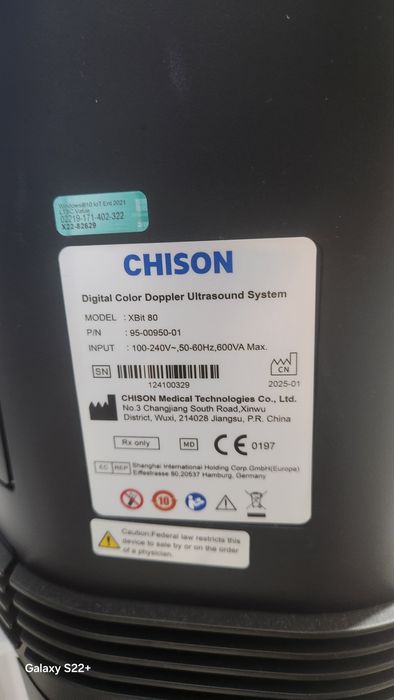 Windows®10 IoT Ent 2021
LTSC Value
02219-171-402-322
X22-82629
CHISON
Digital Color Doppler Ultrasound System
MODEL : XBit 80
P/N : 95-00950-01
INPUT : 100-240V~,50-60Hz,600VA Max.
SN
124100329
CN
2025-01
CHISON Medical Technologies Co., Ltd.
No.3 Changjiang South Road,Xinwu
District, Wuxi, 214028 Jiangsu, P.R. China
Rx only MD CE 0197
EC REP Shanghai International Holding Corp.GmbH(Europe)
Eiffestrasse 80,20537 Hamburg, Germany
10
Caution:Federal law restricts this
device to sale by or on the order
of a physician.
Galaxy S22+